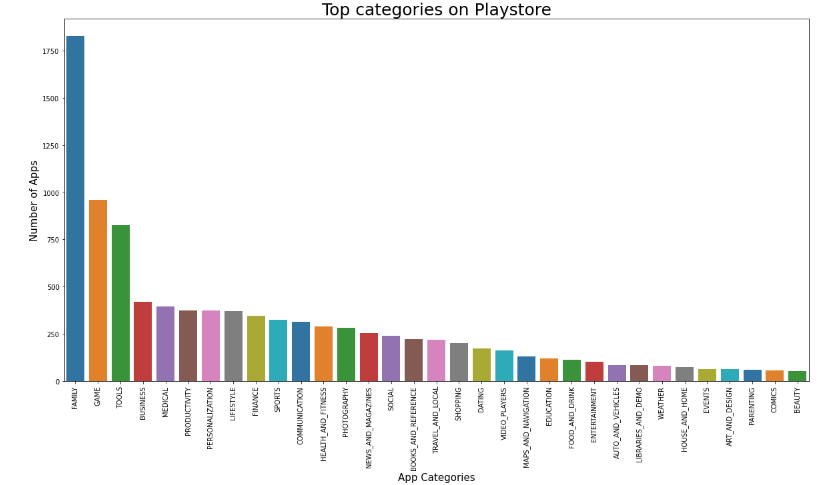 Top categories on Playstore
Number of Apps
1750
1500
1250
1000
750
500
250
0
FAMILY
GAME
TOOLS
BUSINESS
MEDICAL
PRODUCTIVITY
PERSONALIZATION
LIFESTYLE
FINANCE
SPORTS
COMMUNICATION
HEALTH_AND_FITNESS
PHOTOGRAPHY
NEWS_AND_MAGAZINES
SOCIAL
BOOKS_AND_REFERENCE
TRAVEL_AND_LOCAL
SHOPPING
DATING
VIDEO_PLAYERS
MAPS_AND_NAVIGATION
EDUCATION
FOOD_AND_DRINK
ENTERTAINMENT
AUTO_AND_VEHICLES
LIBRARIES_AND_DEMO
WEATHER
HOUSE_AND_HOME
EVENTS
ART_AND_DESIGN
PARENTING
COMICS
BEAUTY
App Categories